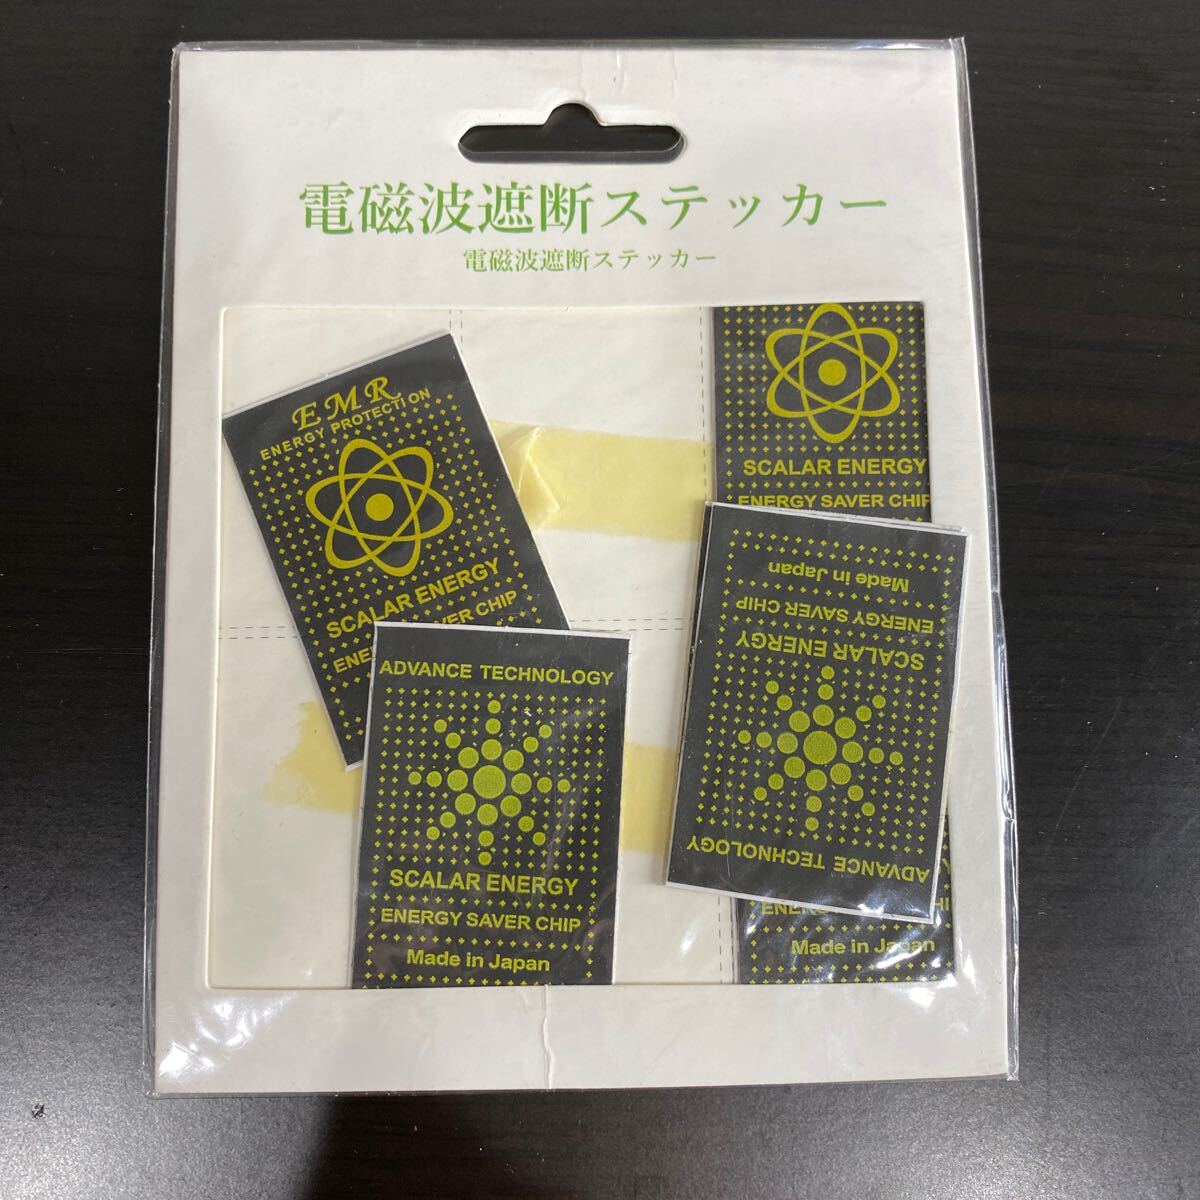 電磁波遮断ステッカー
電磁波遮断ステッカー
EMR
ENERGY PROTECTION
SCALAR ENERGY
SAVER CHIP
SCALAR ENERGY
ENERGY SAVER CHIP
ADVANCE TECHNOLOGY
SCALAR ENERGY
ENERGY SAVER CHIP
Made in Japan
ADVANCE TECHNOLOGY
SCALAR ENERGY
ENERGY SAVER CHIP
Made in Japan
Made in Japan